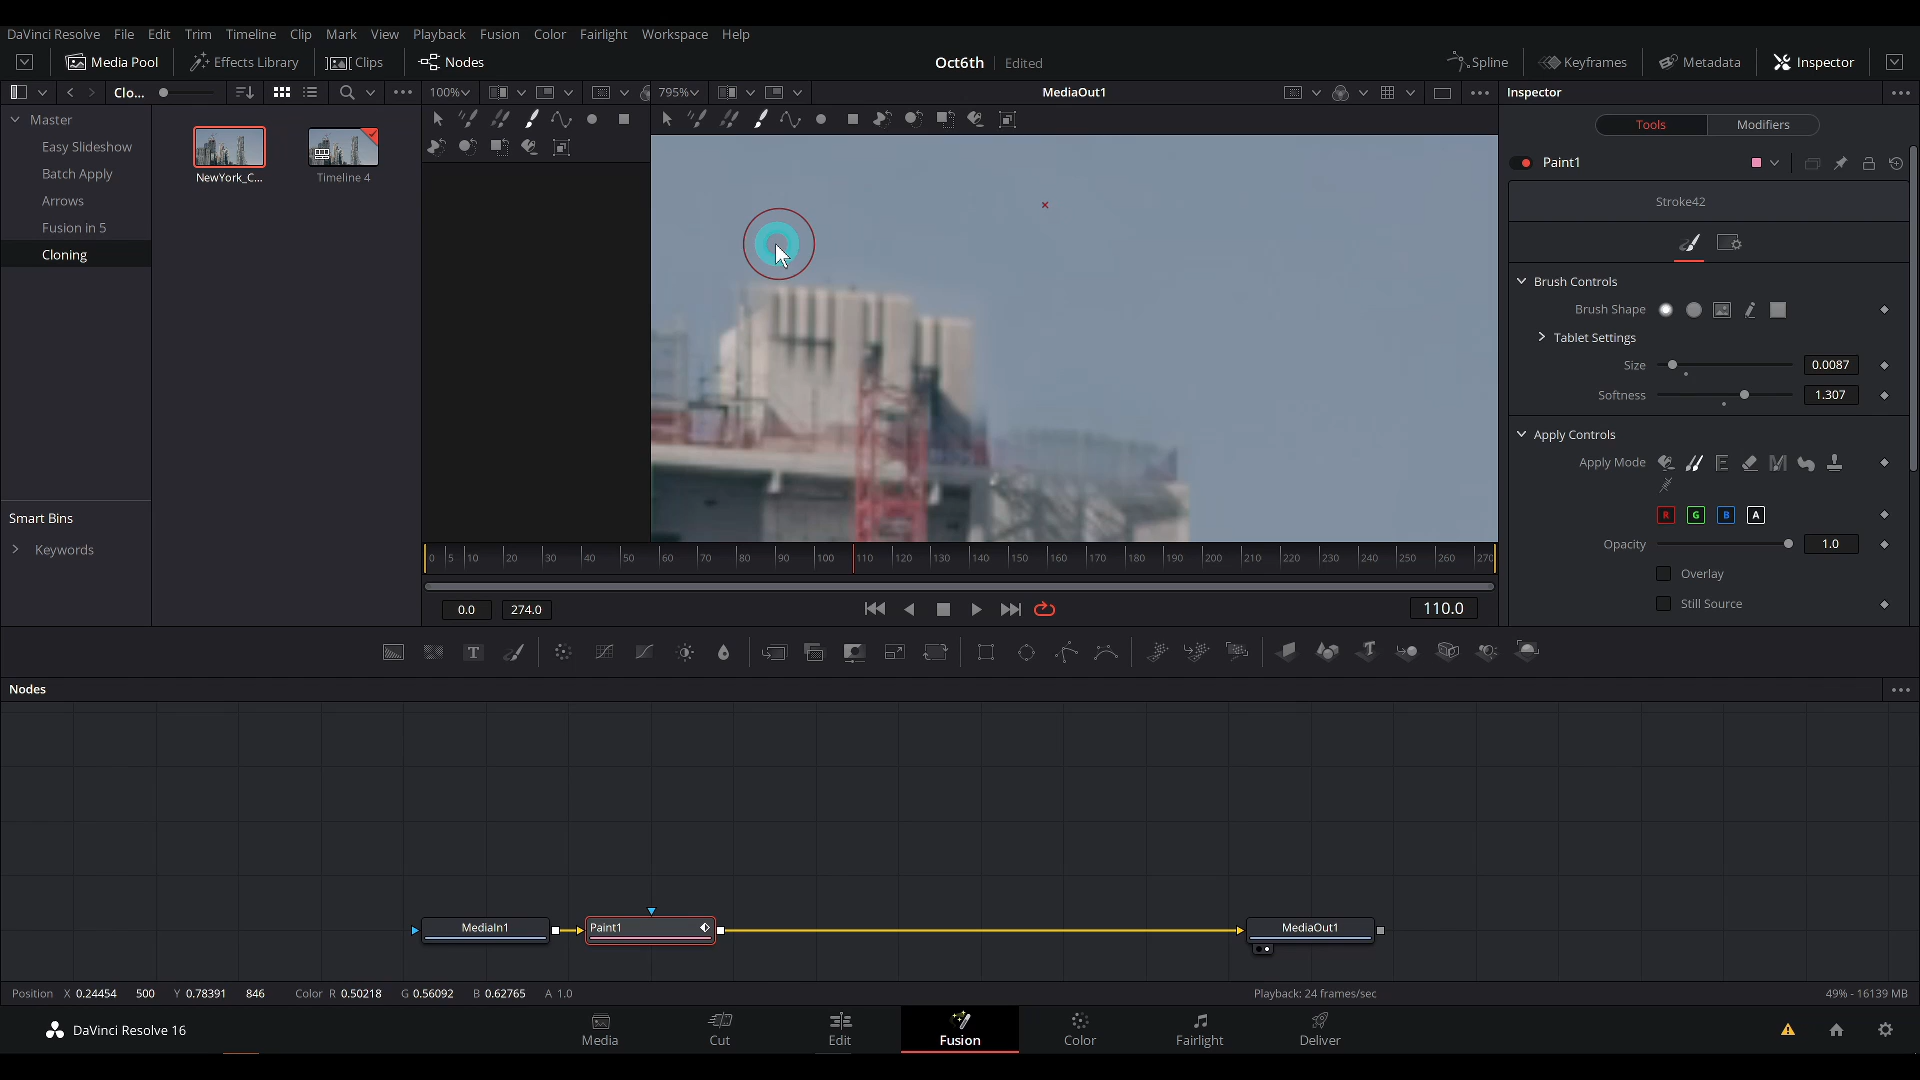 DaVinci Resolve File Edit Trim Timeline Clip Mark View Playback Fusion Color Fairlight Workspace Help
Media Pool Effects Library Clips Nodes Oct6th Edited Spline Keyframes Metadata Inspector
Clo... 100% 795% MediaOut1 Inspector
Master
Easy Slideshow
Batch Apply
Arrows
Fusion in 5
Cloning
NewYork_C... Timeline 4
Smart Bins
Keywords
0 5 10 20 30 40 50 60 70 80 90 100 110 120 130 140 150 160 170 180 190 200 210 220 230 240 250 260 270
0.0 274.0 110.0
Tools Modifiers
Paint1
Stroke42
Brush Controls
Brush Shape
Tablet Settings
Size 0.0087
Softness 1.307
Apply Controls
Apply Mode
R G B A
Opacity 1.0
Overlay
Still Source
T T
Nodes
MediaIn1 Paint1 MediaOut1
Position X 0.24454 500 Y 0.78391 846 Color R 0.50218 G 0.56092 B 0.62765 A 1.0 Playback: 24 frames/sec 49% - 16139 MB
DaVinci Resolve 16 Media Cut Edit Fusion Color Fairlight Deliver